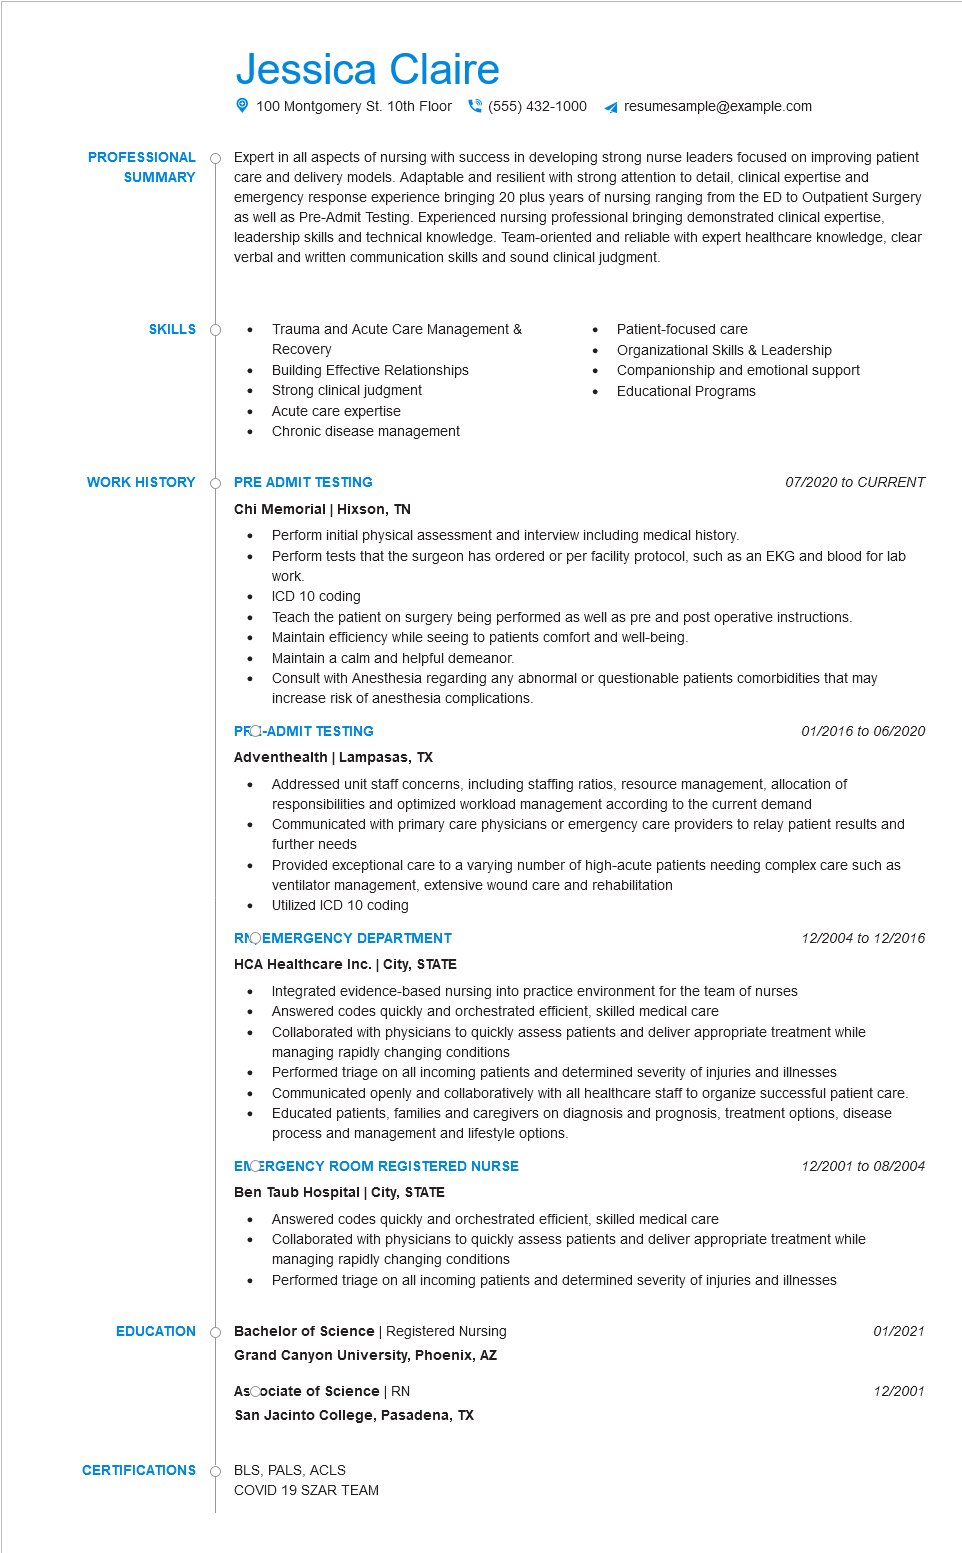 Jessica Claire
100 Montgomery St. 10th Floor (555) 432-1000 resumesample@example.com
PROFESSIONAL SUMMARY
Expert in all aspects of nursing with success in developing strong nurse leaders focused on improving patient
care and delivery models. Adaptable and resilient with strong attention to detail, clinical expertise and
emergency response experience bringing 20 plus years of nursing ranging from the ED to Outpatient Surgery
as well as Pre-Admit Testing. Experienced nursing professional bringing demonstrated clinical expertise,
leadership skills and technical knowledge. Team-oriented and reliable with expert healthcare knowledge, clear
verbal and written communication skills and sound clinical judgment.
SKILLS
• Trauma and Acute Care Management &
Recovery
• Building Effective Relationships
• Strong clinical judgment
• Acute care expertise
• Chronic disease management
• Patient-focused care
• Organizational Skills & Leadership
• Companionship and emotional support
• Educational Programs
WORK HISTORY
PRE ADMIT TESTING 07/2020 to CURRENT
Chi Memorial | Hixson, TN
• Perform initial physical assessment and interview including medical history.
• Perform tests that the surgeon has ordered or per facility protocol, such as an EKG and blood for lab
work.
• ICD 10 coding
• Teach the patient on surgery being performed as well as pre and post operative instructions.
• Maintain efficiency while seeing to patients comfort and well-being.
• Maintain a calm and helpful demeanor.
• Consult with Anesthesia regarding any abnormal or questionable patients comorbidities that may
increase risk of anesthesia complications.
PRE-ADMIT TESTING 01/2016 to 06/2020
Adventhealth | Lampasas, TX
• Addressed unit staff concerns, including staffing ratios, resource management, allocation of
responsibilities and optimized workload management according to the current demand
• Communicated with primary care physicians or emergency care providers to relay patient results and
further needs
• Provided exceptional care to a varying number of high-acute patients needing complex care such as
ventilator management, extensive wound care and rehabilitation
• Utilized ICD 10 coding
RN, EMERGENCY DEPARTMENT 12/2004 to 12/2016
HCA Healthcare Inc. | City, STATE
• Integrated evidence-based nursing into practice environment for the team of nurses
• Answered codes quickly and orchestrated efficient, skilled medical care
• Collaborated with physicians to quickly assess patients and deliver appropriate treatment while
managing rapidly changing conditions
• Performed triage on all incoming patients and determined severity of injuries and illnesses
• Communicated openly and collaboratively with all healthcare staff to organize successful patient care.
• Educated patients, families and caregivers on diagnosis and prognosis, treatment options, disease
process and management and lifestyle options.
EMERGENCY ROOM REGISTERED NURSE 12/2001 to 08/2004
Ben Taub Hospital | City, STATE
• Answered codes quickly and orchestrated efficient, skilled medical care
• Collaborated with physicians to quickly assess patients and deliver appropriate treatment while
managing rapidly changing conditions
• Performed triage on all incoming patients and determined severity of injuries and illnesses
EDUCATION
Bachelor of Science | Registered Nursing 01/2021
Grand Canyon University, Phoenix, AZ
Associate of Science | RN 12/2001
San Jacinto College, Pasadena, TX
CERTIFICATIONS
BLS, PALS, ACLS
COVID 19 SZAR TEAM